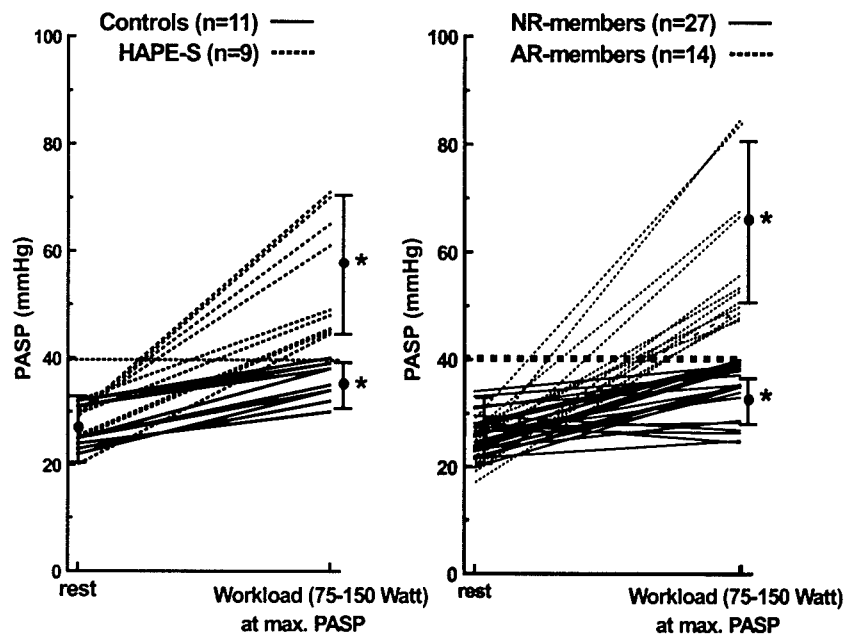 Controls (n=11)
HAPE-S (n=9)
100
80
60
40
20
0
PASP (mmHg)
*
*
rest
Workload (75-150 Watt)
at max. PASP
NR-members (n=27)
AR-members (n=14)
100
80
60
40
20
0
PASP (mmHg)
*
*
rest
Workload (75-150 Watt)
at max. PASP